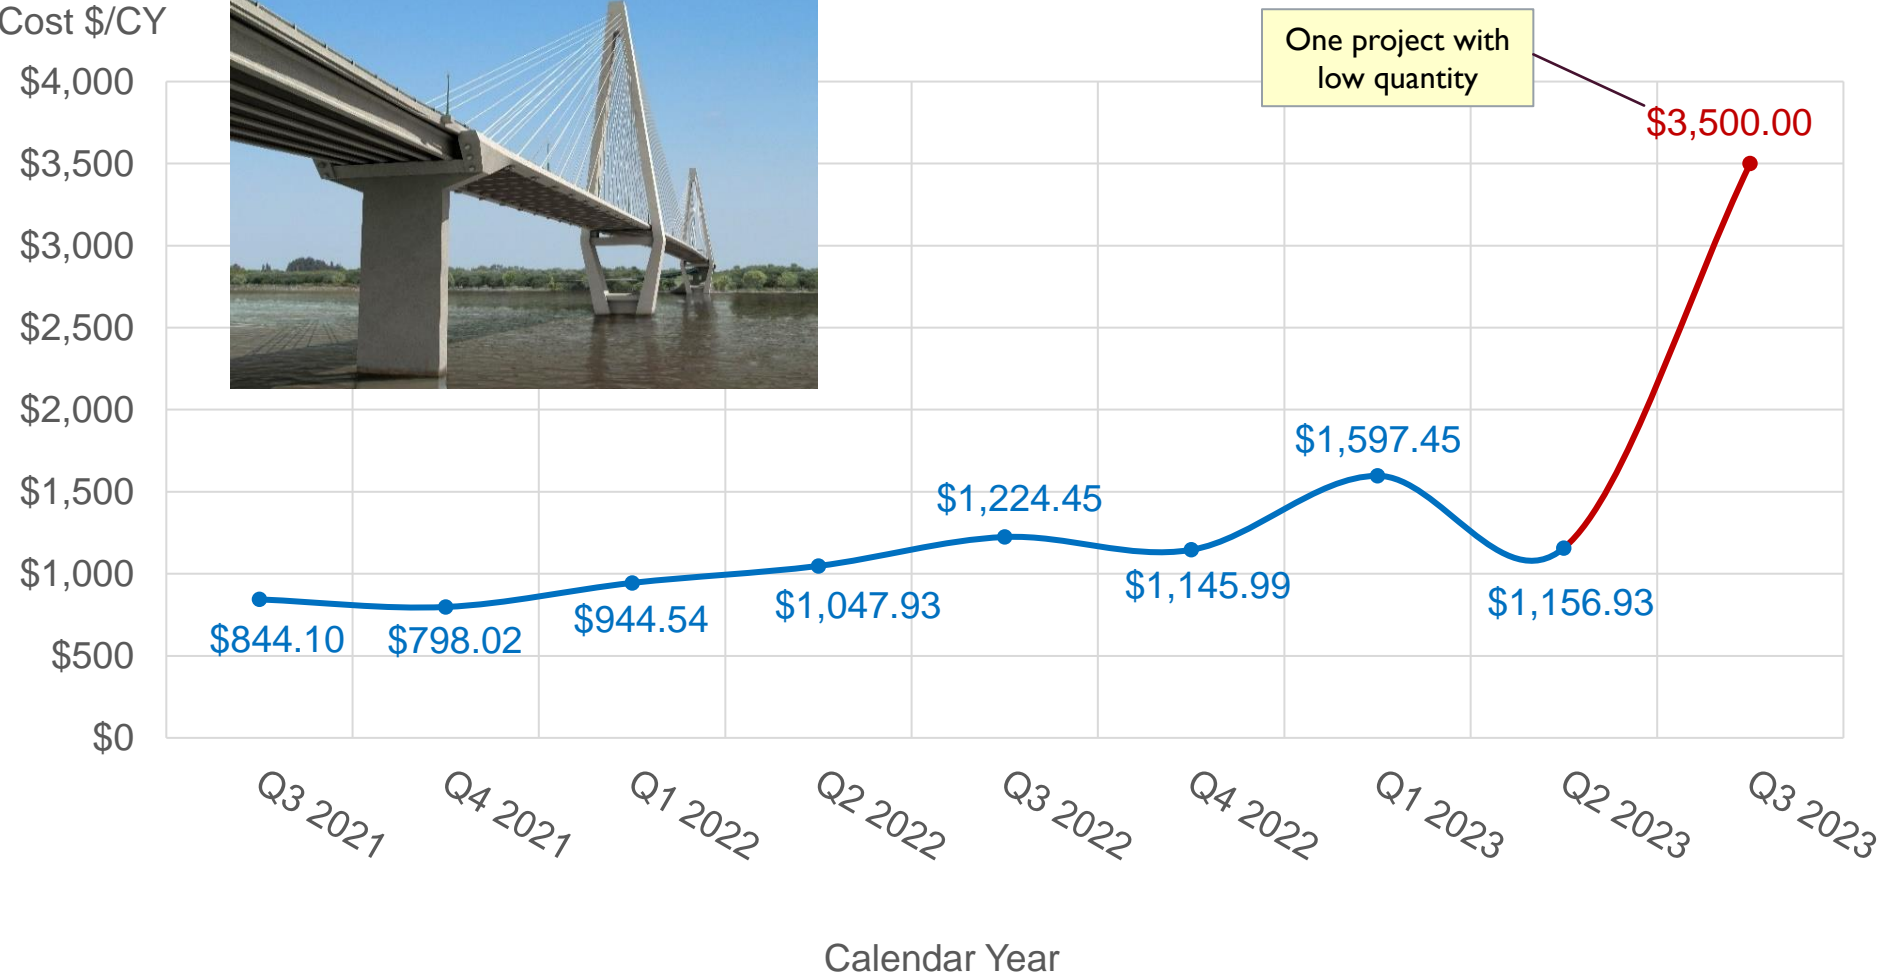 Cost $/CY
One project with
low quantity
$4,000
$3,500
$3,000
$2,500
$2,000
$1,500
$1,000
$500
$0
$3,500.00
$1,597.45
$1,224.45
$844.10
$798.02
$944.54
$1,047.93
$1,145.99
$1,156.93
Q3 2021
Q4 2021
Q1 2022
Q2 2022
Q3 2022
Q4 2022
Q1 2023
Q2 2023
Q3 2023
Calendar Year